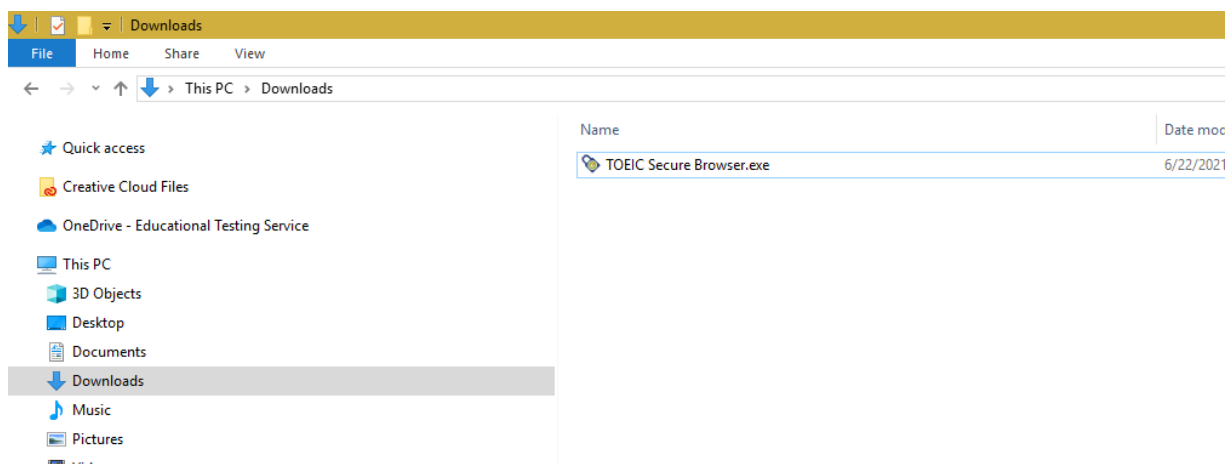 Downloads
File Home Share View
This PC > Downloads
Name Date mod
Quick access
TOEIC Secure Browser.exe 6/22/2021
Creative Cloud Files
OneDrive - Educational Testing Service
This PC
3D Objects
Desktop
Documents
Downloads
Music
Pictures